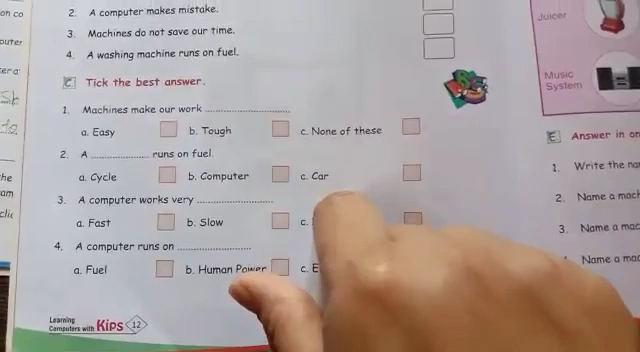 on co
2. A computer makes mistake.
3. Machines do not save our time.
4. A washing machine runs on fuel.
C Tick the best answer.
1. Machines make our work ....................
a. Easy b. Tough c. None of these
2. A .................. runs on fuel.
a. Cycle b. Computer c. Car
3. A computer works very ....................
a. Fast b. Slow c.
4. A computer runs on ....................
a. Fuel b. Human Power c. E
Learning
Computers with Kips 12
Juicer
Music
System
E. Answer in on
1. Write the na
2. Name a mach
3. Name a mac
Name a mac